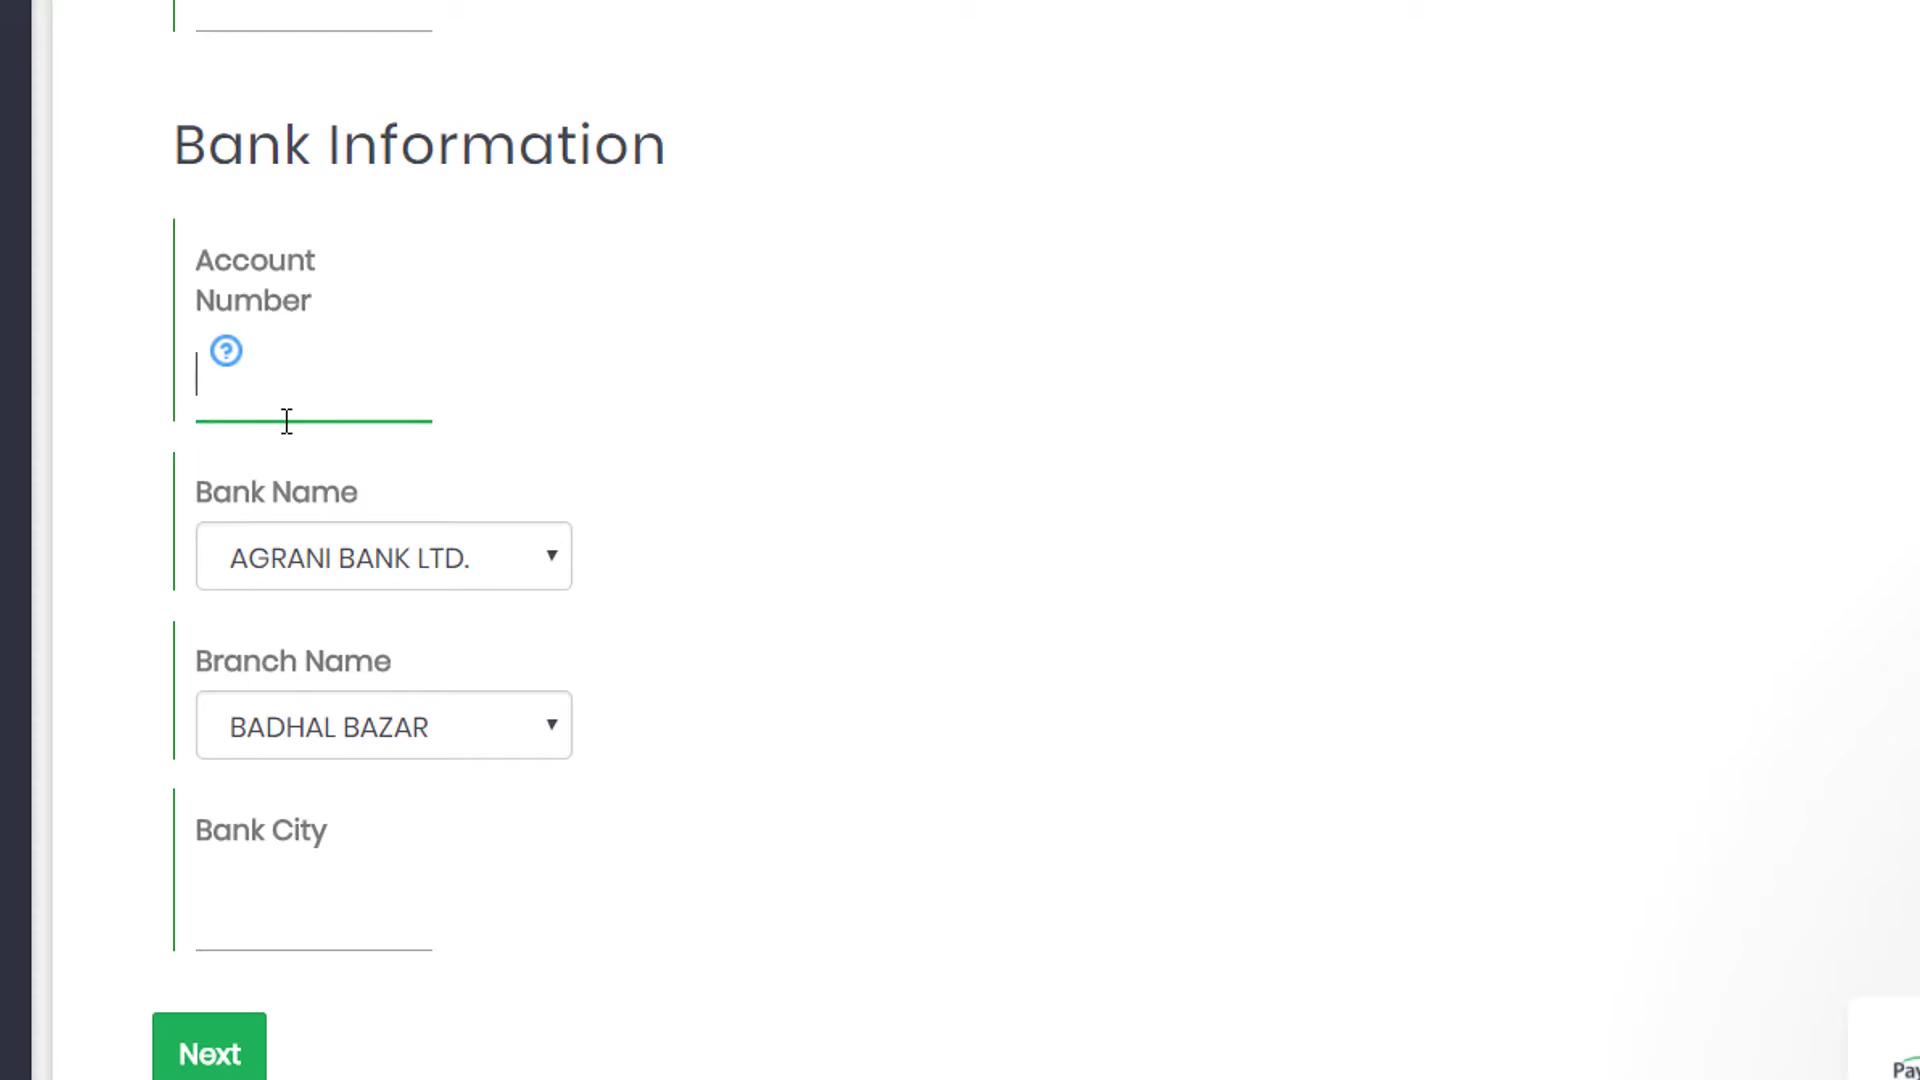 Bank Information
Account
Number
?
Bank Name
AGRANI BANK LTD.
Branch Name
BADHAL BAZAR
Bank City
Next